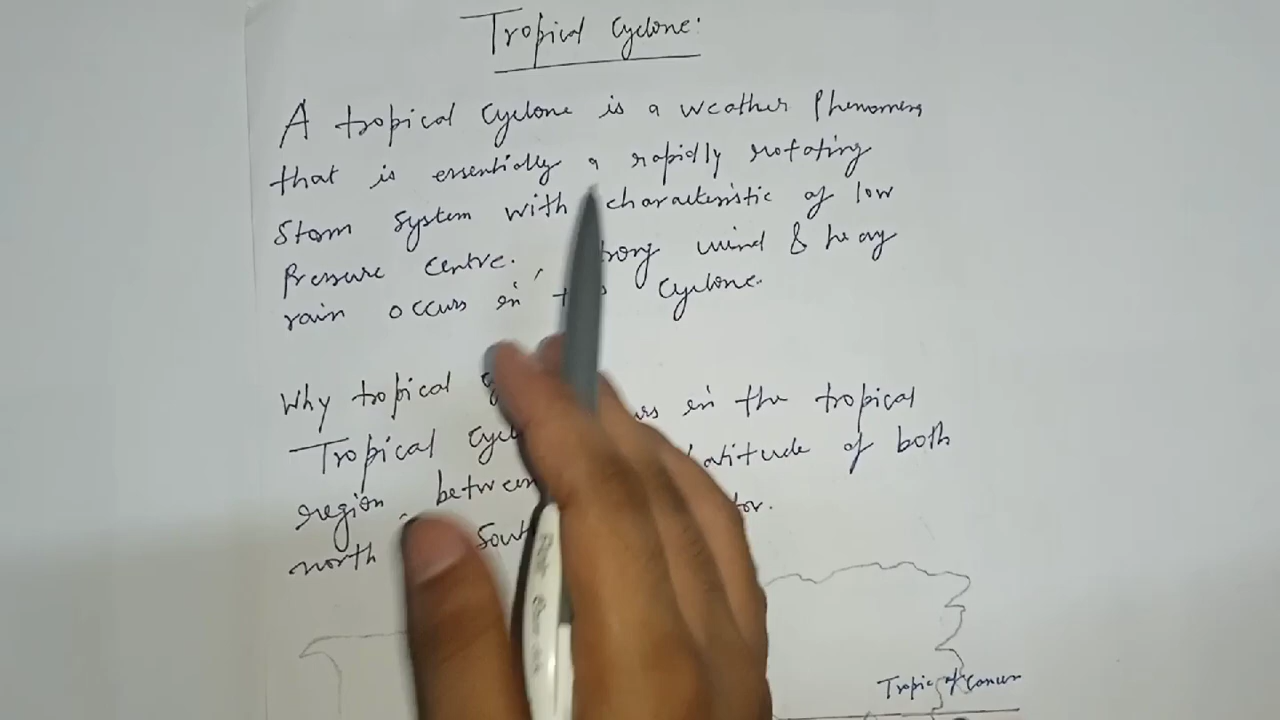 Tropical Cyclone:
A tropical Cyclone is a weather Phenomena
that is essentially a rapidly rotating
Storm System with characteristic of low
Pressure Centre. wind & heavy
rain occurs in Cyclone.
Why tropical
Tropical in the tropical
region between latitude of both
north
Tropic of Cancer